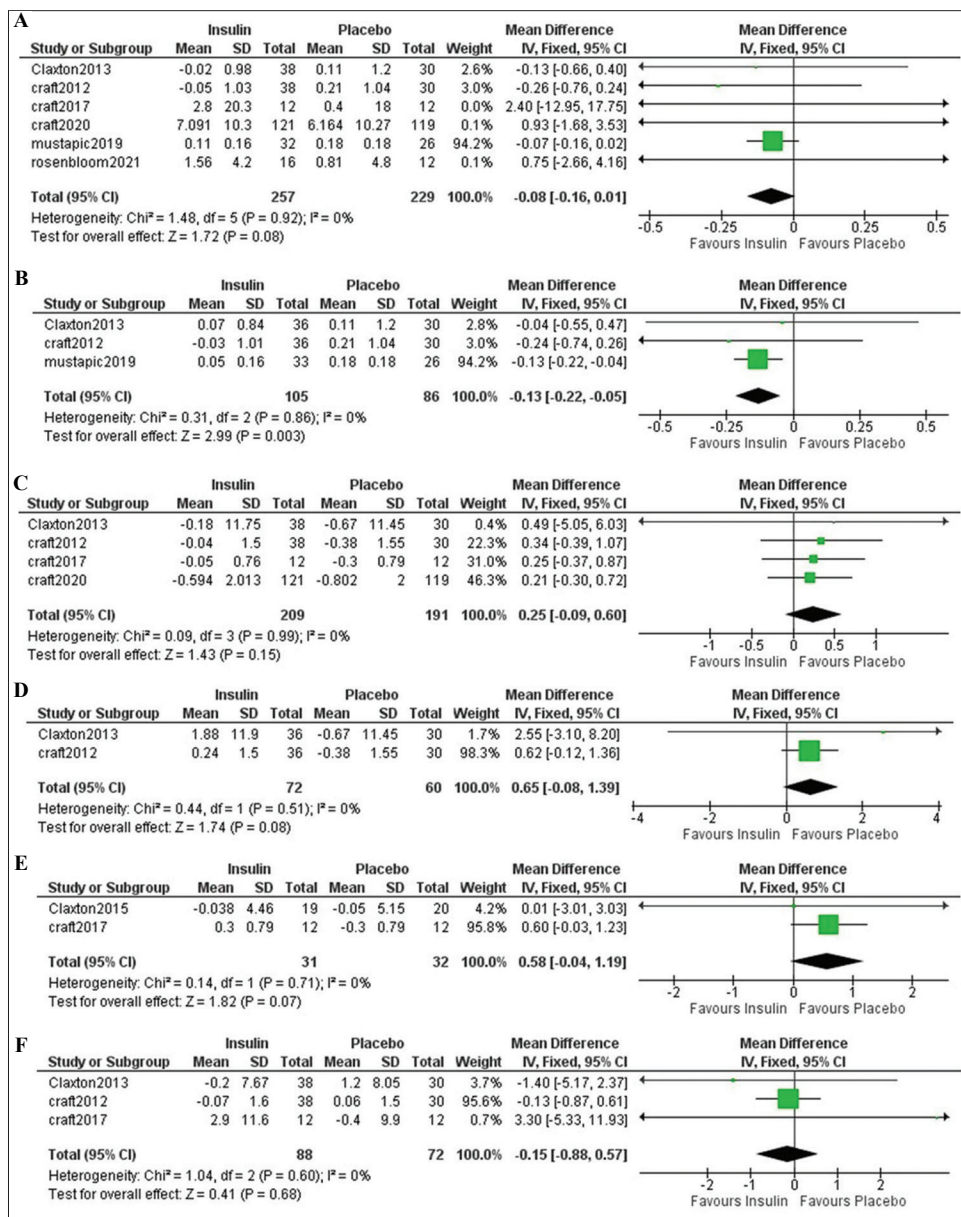 A
Insulin Placebo Mean Difference Mean Difference
Study or Subgroup Mean SD Total Mean SD Total Weight IV, Fixed, 95% CI IV, Fixed, 95% CI
Claxton2013 -0.02 0.98 38 0.11 1.2 30 2.6% -0.13 [-0.66, 0.40]
craft2012 -0.05 1.03 38 0.21 1.04 30 3.0% -0.26 [-0.76, 0.24]
craft2017 2.8 20.3 12 0.4 18 12 0.0% 2.40 [-12.95, 17.75]
craft2020 7.091 10.3 121 6.164 10.27 119 0.1% 0.93 [-1.68, 3.53]
mustapic2019 0.11 0.16 32 0.18 0.18 26 94.2% -0.07 [-0.16, 0.02]
rosenbloom2021 1.56 4.2 16 0.81 4.8 12 0.1% 0.75 [-2.66, 4.16]
Total (95% CI) 257 229 100.0% -0.08 [-0.16, 0.01]
Heterogeneity: Chi² = 1.48, df = 5 (P = 0.92); I² = 0%
Test for overall effect: Z = 1.72 (P = 0.08)
-0.5 -0.25 0 0.25 0.5
Favours Insulin Favours Placebo
B
Insulin Placebo Mean Difference Mean Difference
Study or Subgroup Mean SD Total Mean SD Total Weight IV, Fixed, 95% CI IV, Fixed, 95% CI
Claxton2013 0.07 0.84 36 0.11 1.2 30 2.8% -0.04 [-0.55, 0.47]
craft2012 -0.03 1.01 36 0.21 1.04 30 3.0% -0.24 [-0.74, 0.26]
mustapic2019 0.05 0.16 33 0.18 0.18 26 94.2% -0.13 [-0.22, -0.04]
Total (95% CI) 105 86 100.0% -0.13 [-0.22, -0.05]
Heterogeneity: Chi² = 0.31, df = 2 (P = 0.86); I² = 0%
Test for overall effect: Z = 2.99 (P = 0.003)
-0.5 -0.25 0 0.25 0.5
Favours Insulin Favours Placebo
C
Insulin Placebo Mean Difference Mean Difference
Study or Subgroup Mean SD Total Mean SD Total Weight IV, Fixed, 95% CI IV, Fixed, 95% CI
Claxton2013 -0.18 11.75 38 -0.67 11.45 30 0.4% 0.49 [-5.05, 6.03]
craft2012 -0.04 1.5 38 -0.38 1.55 30 22.3% 0.34 [-0.39, 1.07]
craft2017 -0.05 0.76 12 -0.3 0.79 12 31.0% 0.25 [-0.37, 0.87]
craft2020 -0.594 2.013 121 -0.802 2 119 46.3% 0.21 [-0.30, 0.72]
Total (95% CI) 209 191 100.0% 0.25 [-0.09, 0.60]
Heterogeneity: Chi² = 0.09, df = 3 (P = 0.99); I² = 0%
Test for overall effect: Z = 1.43 (P = 0.15)
-1 -0.5 0 0.5 1
Favours Insulin Favours Placebo
D
Insulin Placebo Mean Difference Mean Difference
Study or Subgroup Mean SD Total Mean SD Total Weight IV, Fixed, 95% CI IV, Fixed, 95% CI
Claxton2013 1.88 11.9 36 -0.67 11.45 30 1.7% 2.55 [-3.10, 8.20]
craft2012 0.24 1.5 36 -0.38 1.55 30 98.3% 0.62 [-0.12, 1.36]
Total (95% CI) 72 60 100.0% 0.65 [-0.08, 1.39]
Heterogeneity: Chi² = 0.44, df = 1 (P = 0.51); I² = 0%
Test for overall effect: Z = 1.74 (P = 0.08)
-4 -2 0 2 4
Favours Insulin Favours Placebo
E
Insulin Placebo Mean Difference Mean Difference
Study or Subgroup Mean SD Total Mean SD Total Weight IV, Fixed, 95% CI IV, Fixed, 95% CI
Claxton2015 -0.038 4.46 19 -0.05 5.15 20 4.2% 0.01 [-3.01, 3.03]
craft2017 0.3 0.79 12 -0.3 0.79 12 95.8% 0.60 [-0.03, 1.23]
Total (95% CI) 31 32 100.0% 0.58 [-0.04, 1.19]
Heterogeneity: Chi² = 0.14, df = 1 (P = 0.71); I² = 0%
Test for overall effect: Z = 1.82 (P = 0.07)
-2 -1 0 1 2
Favours Insulin Favours Placebo
F
Insulin Placebo Mean Difference Mean Difference
Study or Subgroup Mean SD Total Mean SD Total Weight IV, Fixed, 95% CI IV, Fixed, 95% CI
Claxton2013 -0.2 7.67 38 1.2 8.05 30 3.7% -1.40 [-5.17, 2.37]
craft2012 -0.07 1.6 38 0.06 1.5 30 95.6% -0.13 [-0.87, 0.61]
craft2017 2.9 11.6 12 -0.4 9.9 12 0.7% 3.30 [-5.33, 11.93]
Total (95% CI) 88 72 100.0% -0.15 [-0.88, 0.57]
Heterogeneity: Chi² = 1.04, df = 2 (P = 0.60); I² = 0%
Test for overall effect: Z = 0.41 (P = 0.68)
-2 -1 0 1 2
Favours Insulin Favours Placebo